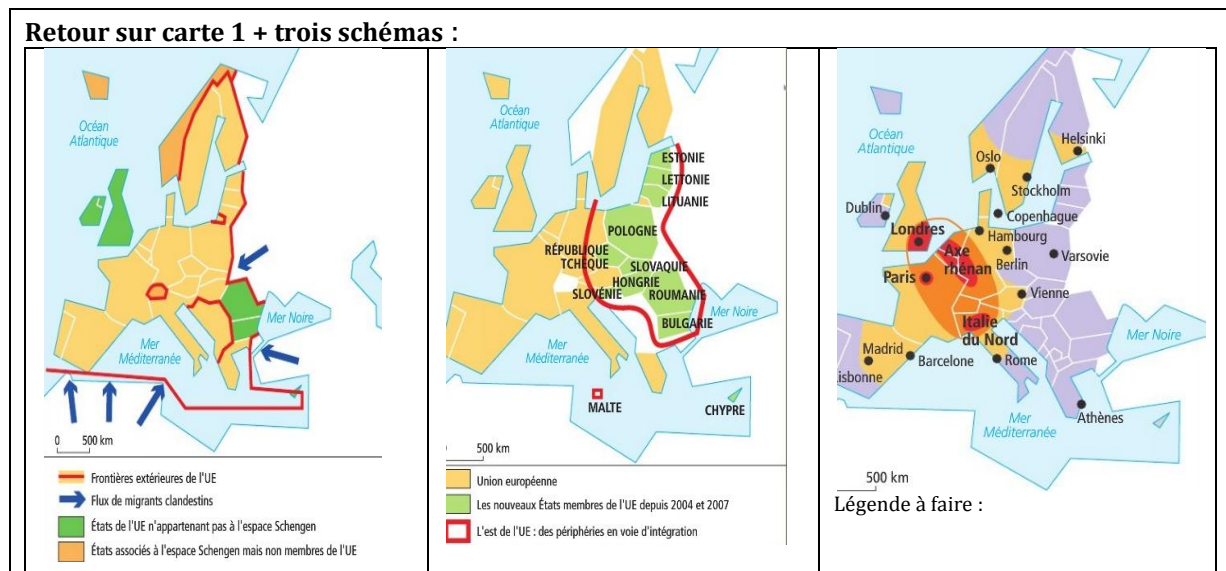 Retour sur carte 1 + trois schémas :
Océan
Atlantique
Mer Noire
Mer
Méditerranée
0 500 km
Frontières extérieures de l'UE
Flux de migrants clandestins
États de l'UE n'appartenant pas à l'espace Schengen
États associés à l'espace Schengen mais non membres de l'UE
Océan
Atlantique
ESTONIE
LETTONIE
LITUANIE
POLOGNE
RÉPUBLIQUE
TCHÈQUE
SLOVAQUIE
HONGRIE
SLOVÉNIE
ROUMANIE
BULGARIE
Mer Noire
Mer
Méditerranée
MALTE
CHYPRE
500 km
Union européenne
Les nouveaux États membres de l'UE depuis 2004 et 2007
L'est de l'UE : des périphéries en voie d'intégration
Océan
Atlantique
Helsinki
Oslo
Stockholm
Dublin
Copenhague
Londres
Hambourg
Axe
rhénan
Berlin
Varsovie
Paris
Vienne
Italie
du Nord
Mer Noire
Madrid
Barcelone
Rome
isbonne
Athènes
Mer
Méditerranée
500 km
Légende à faire :